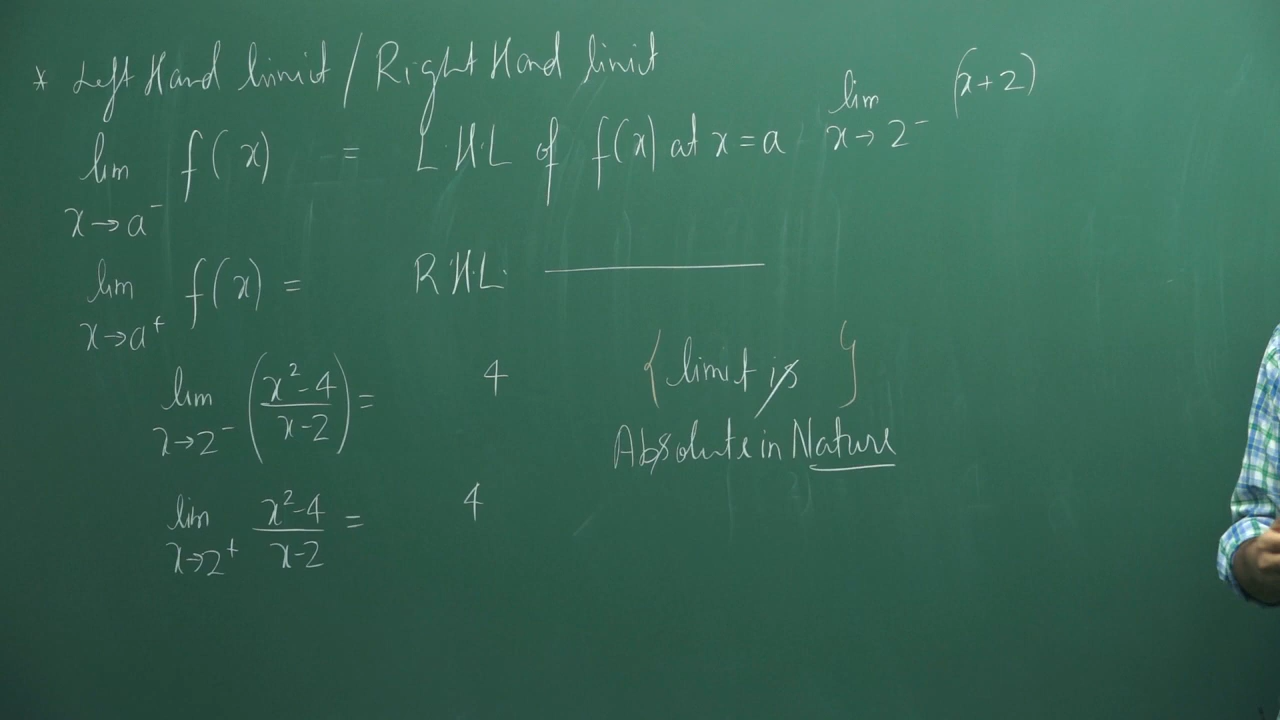 * Left Hand limit / Right Hand limit
lim x→a⁻ f(x) = L.H.L of f(x) at x = a
lim x→2⁻ (x+2)
lim x→a⁺ f(x) = R.H.L. ————
lim x→2⁻ (x²-4 / x-2) = 4
{ limit is }
Absolute in Nature
lim x→2⁺ x²-4 / x-2 = 4